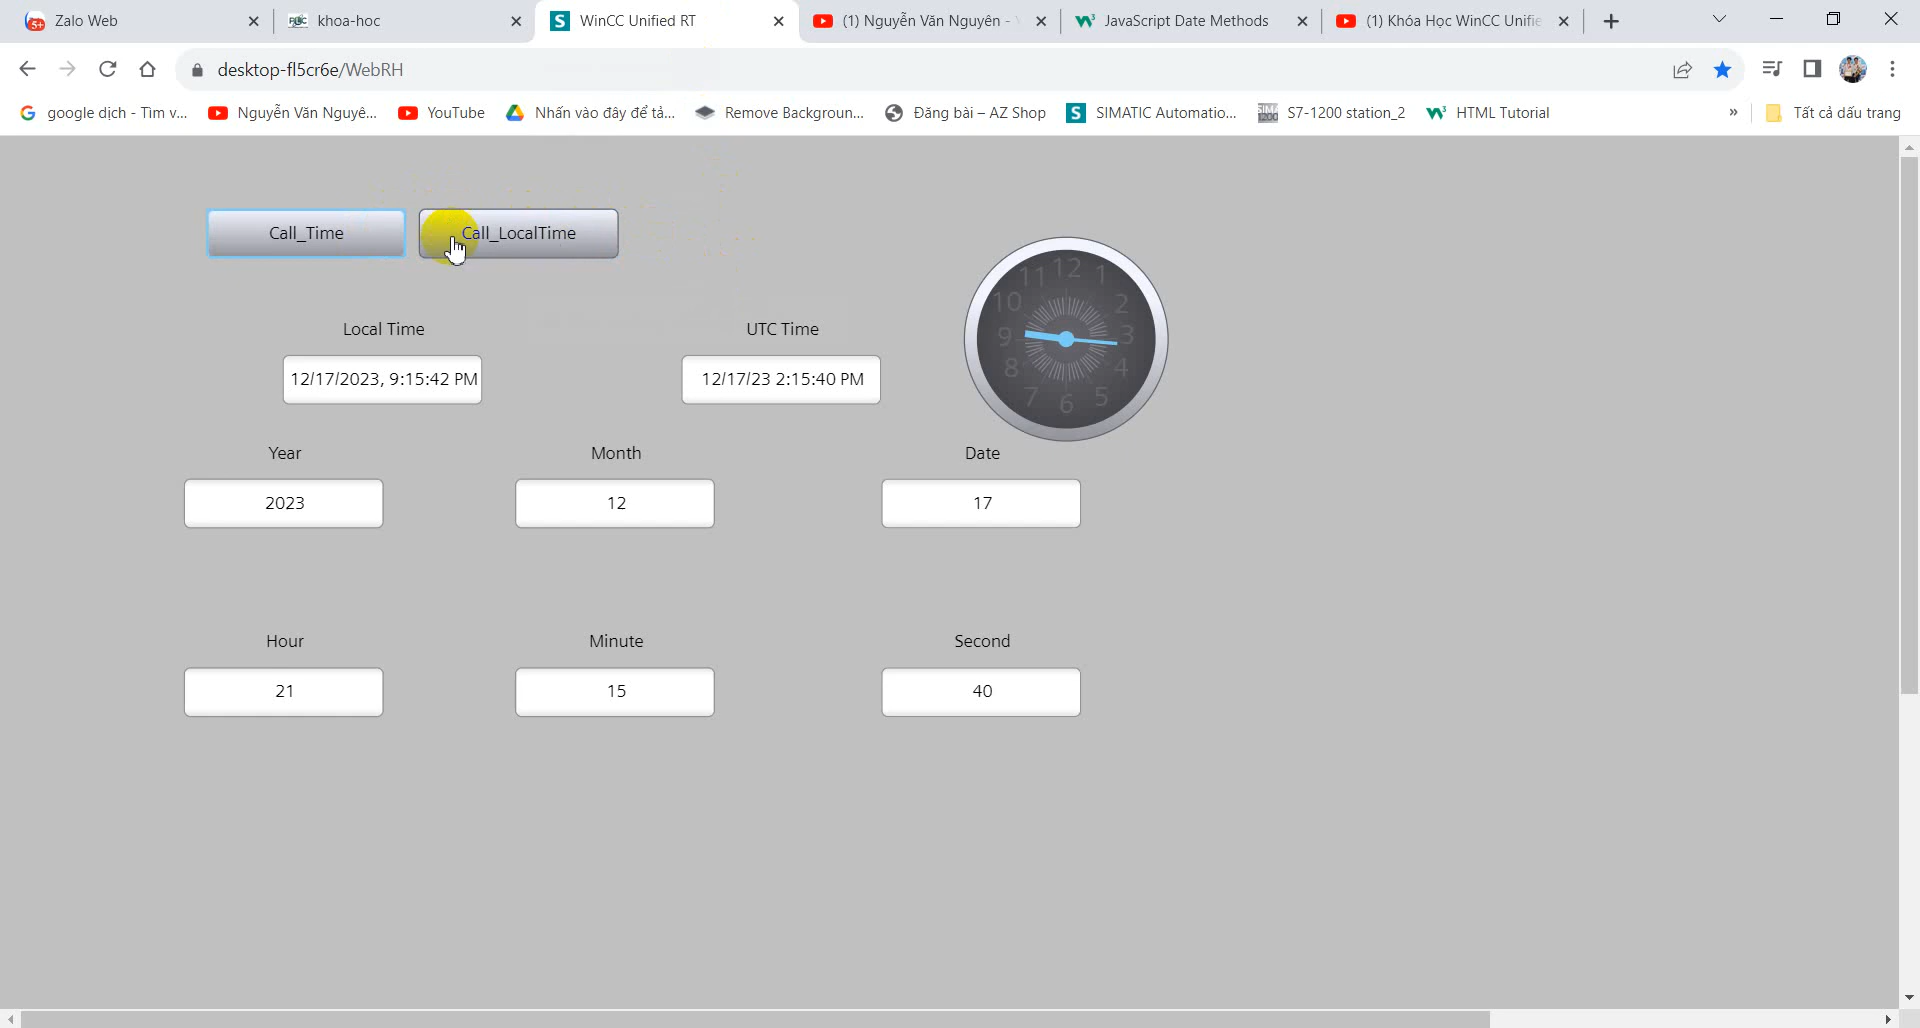 Zalo Web
khoa-hoc
WinCC Unified RT
(1) Nguyễn Văn Nguyên -
JavaScript Date Methods
(1) Khóa Học WinCC Unifie
desktop-fl5cr6e/WebRH
google dịch - Tìm v...
Nguyễn Văn Nguyê...
YouTube
Nhấn vào đây để tả...
Remove Backgroun...
Đăng bài – AZ Shop
SIMATIC Automatio...
S7-1200 station_2
HTML Tutorial
»
Tất cả dấu trang
Call_Time
Call_LocalTime
Local Time
UTC Time
12/17/2023, 9:15:42 PM
12/17/23 2:15:40 PM
12
1
2
3
4
5
6
7
8
9
10
11
Year
Month
Date
2023
12
17
Hour
Minute
Second
21
15
40